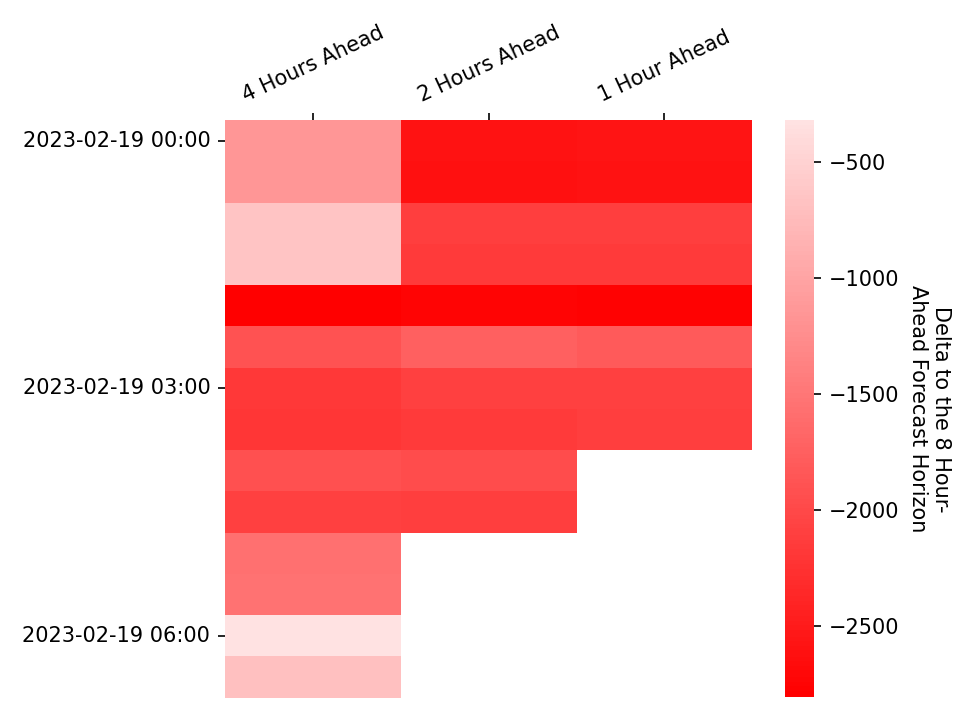 4 Hours Ahead
2 Hours Ahead
1 Hour Ahead
2023-02-19 00:00
2023-02-19 03:00
2023-02-19 06:00
−500
−1000
−1500
−2000
−2500
Delta to the 8 Hour-
Ahead Forecast Horizon